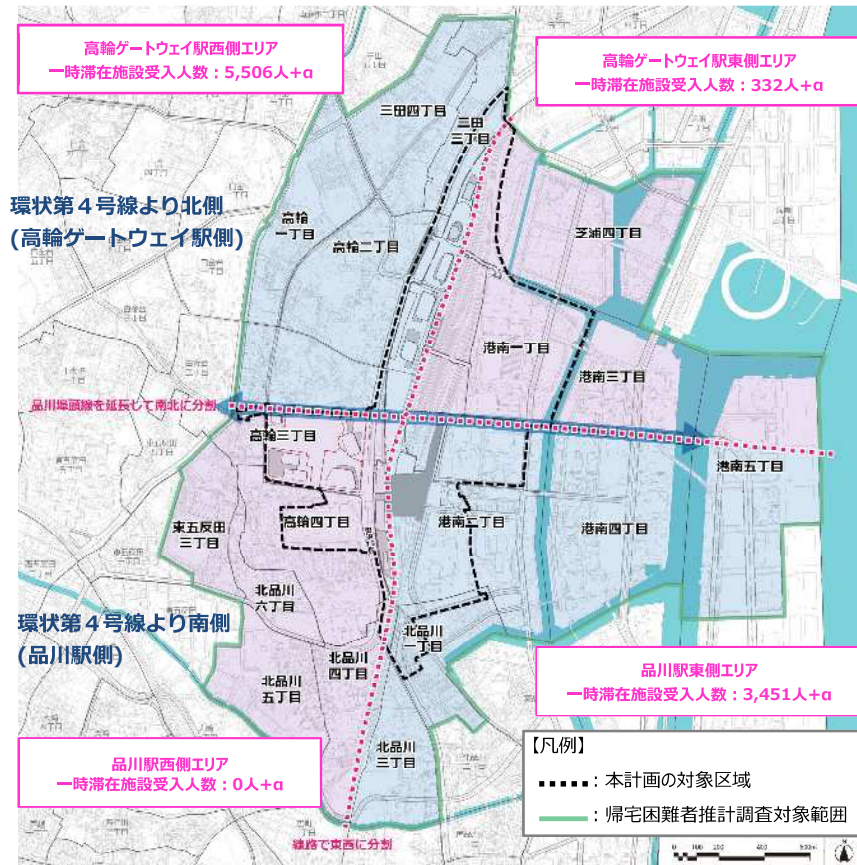 高輪ゲートウェイ駅西側エリア
一時滞在施設受入人数：5,506人+α
高輪ゲートウェイ駅東側エリア
一時滞在施設受入人数：332人+α
三田四丁目
三田
三丁目
環状第４号線より北側
(高輪ゲートウェイ駅側)
高輪
一丁目
高輪二丁目
芝浦四丁目
港南一丁目
港南三丁目
品川埠頭線を延長して南北に分割
高輪三丁目
港南五丁目
東五反田
三丁目
高輪四丁目
港南二丁目
港南四丁目
北品川
六丁目
環状第４号線より南側
(品川駅側)
北品川
一丁目
北品川
四丁目
北品川
五丁目
品川駅東側エリア
一時滞在施設受入人数：3,451人+α
北品川
三丁目
品川駅西側エリア
一時滞在施設受入人数：0人+α
線路で東西に分割
【凡例】
：本計画の対象区域
：帰宅困難者推計調査対象範囲
0 100 200 400 600m
N